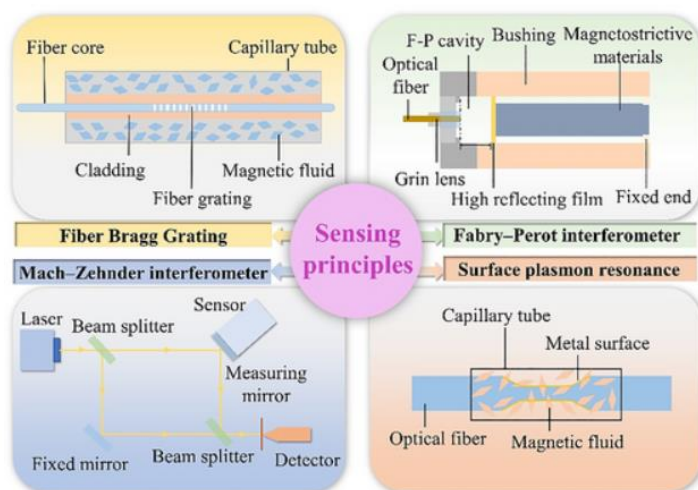 Fiber core
Capillary tube
Cladding
Magnetic fluid
Fiber grating
F-P cavity
Bushing
Magnetostrictive
materials
Optical
fiber
Grin lens
High reflecting film
Fixed end
Fiber Bragg Grating
Sensing
principles
Fabry–Perot interferometer
Mach–Zehnder interferometer
Surface plasmon resonance
Laser
Beam splitter
Sensor
Measuring
mirror
Fixed mirror
Beam splitter
Detector
Capillary tube
Metal surface
Optical fiber
Magnetic fluid